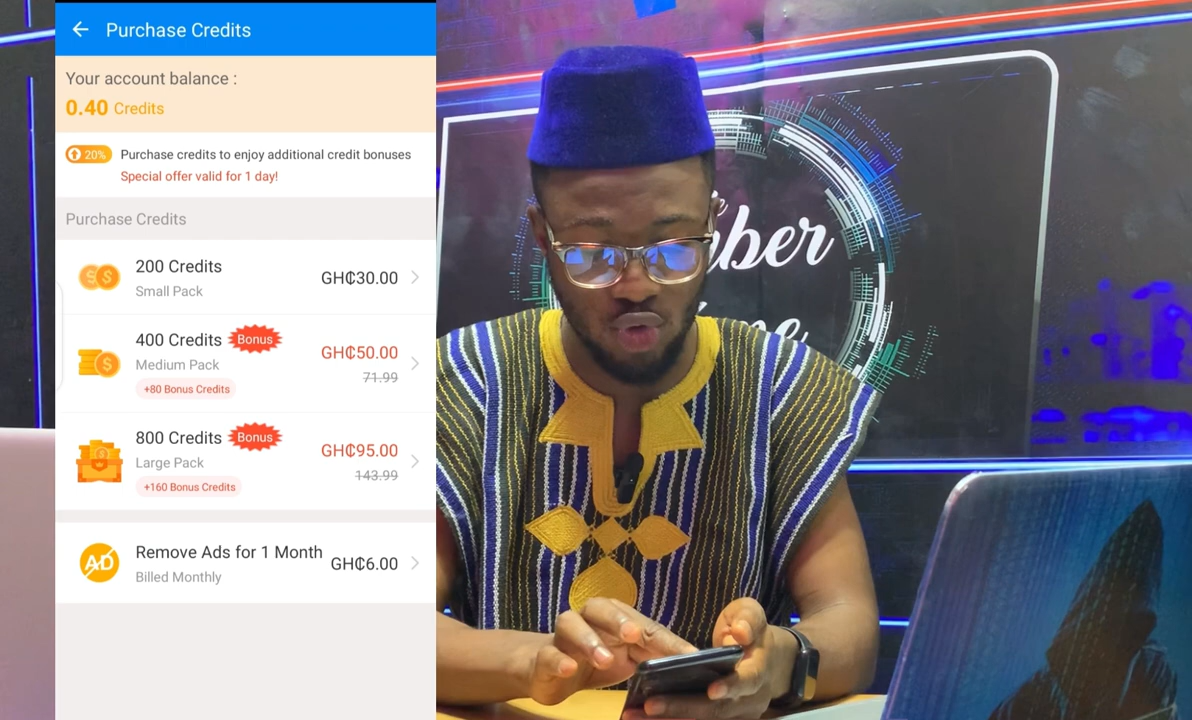 Purchase Credits
Your account balance :
0.40 Credits
20% Purchase credits to enjoy additional credit bonuses
Special offer valid for 1 day!
Purchase Credits
200 Credits
GH₵30.00
Small Pack
400 Credits Bonus
GH₵50.00
Medium Pack
71.99
+80 Bonus Credits
800 Credits Bonus
GH₵95.00
Large Pack
143.99
+160 Bonus Credits
AD
Remove Ads for 1 Month
GH₵6.00
Billed Monthly